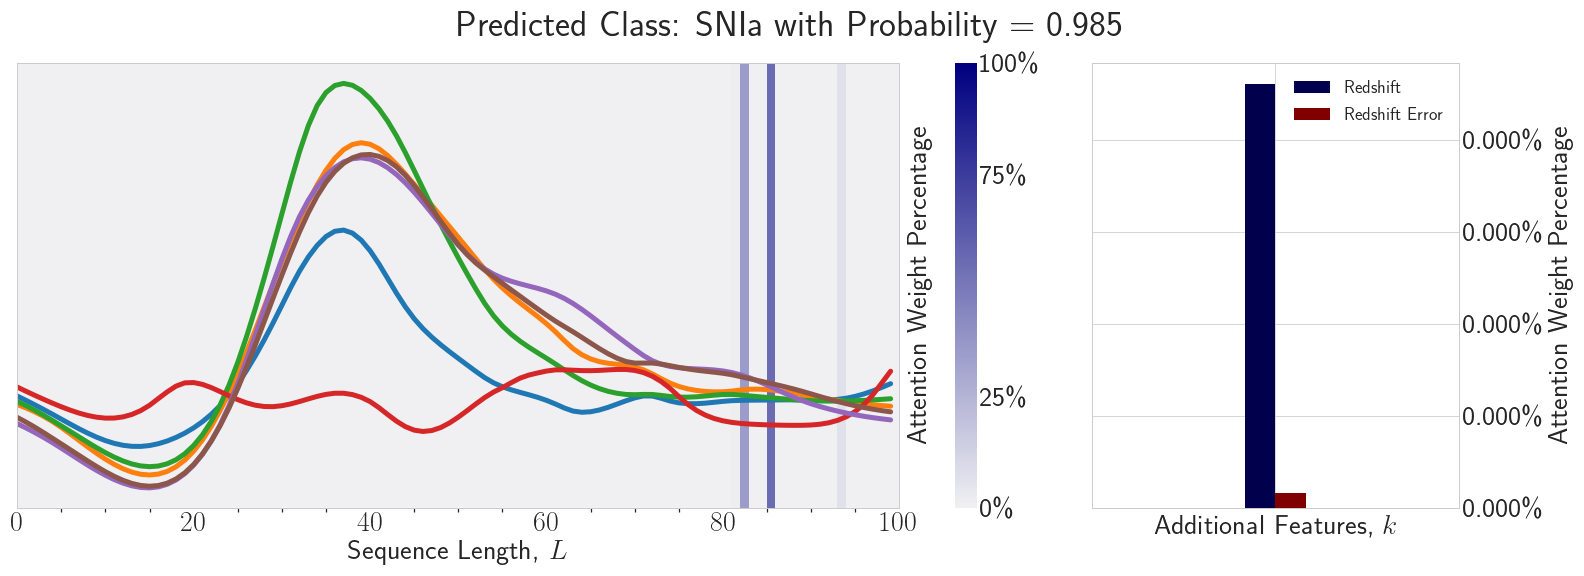 Predicted Class: SNIa with Probability = 0.985
100%
75%
25%
0%
Attention Weight Percentage
0 20 40 60 80 100
Sequence Length, L
Redshift
Redshift Error
0.000%
0.000%
0.000%
0.000%
0.000%
Attention Weight Percentage
Additional Features, k